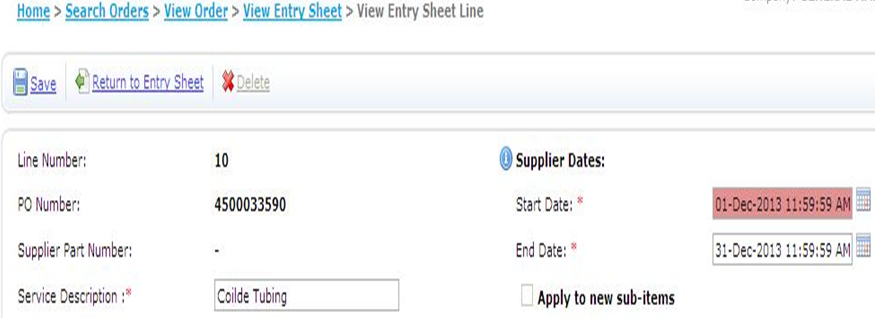 Home > Search Orders > View Order > View Entry Sheet > View Entry Sheet Line
Save Return to Entry Sheet Delete
Line Number: 10 Supplier Dates:
PO Number: 4500033590 Start Date: * 01-Dec-2013 11:59:59 AM
Supplier Part Number: - End Date: * 31-Dec-2013 11:59:59 AM
Service Description :* Coilde Tubing Apply to new sub-items